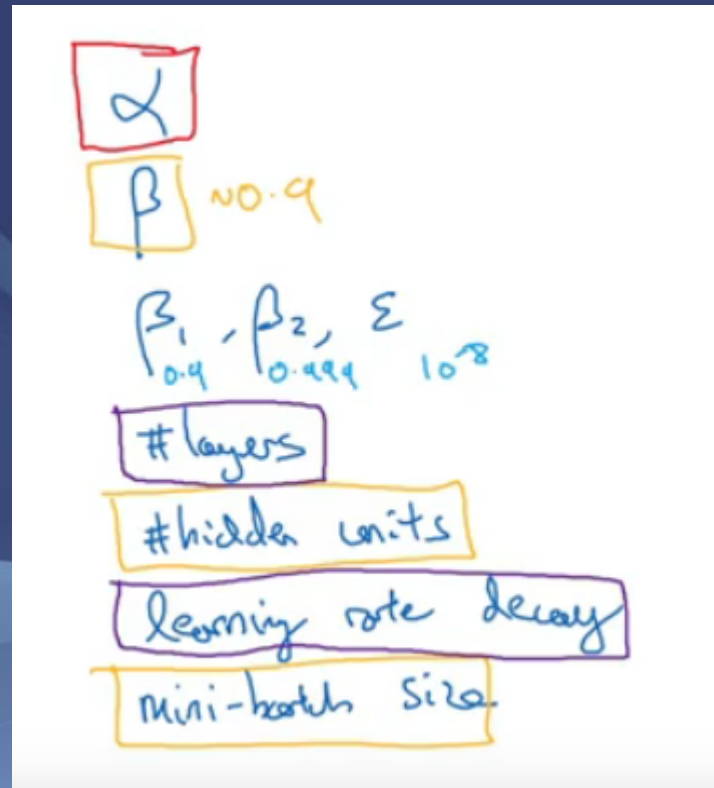 α
β ~0.9
β₁, β₂, ε
0.9 0.999 10⁻⁸
#layers
#hidden units
learning rate decay
mini-batch size